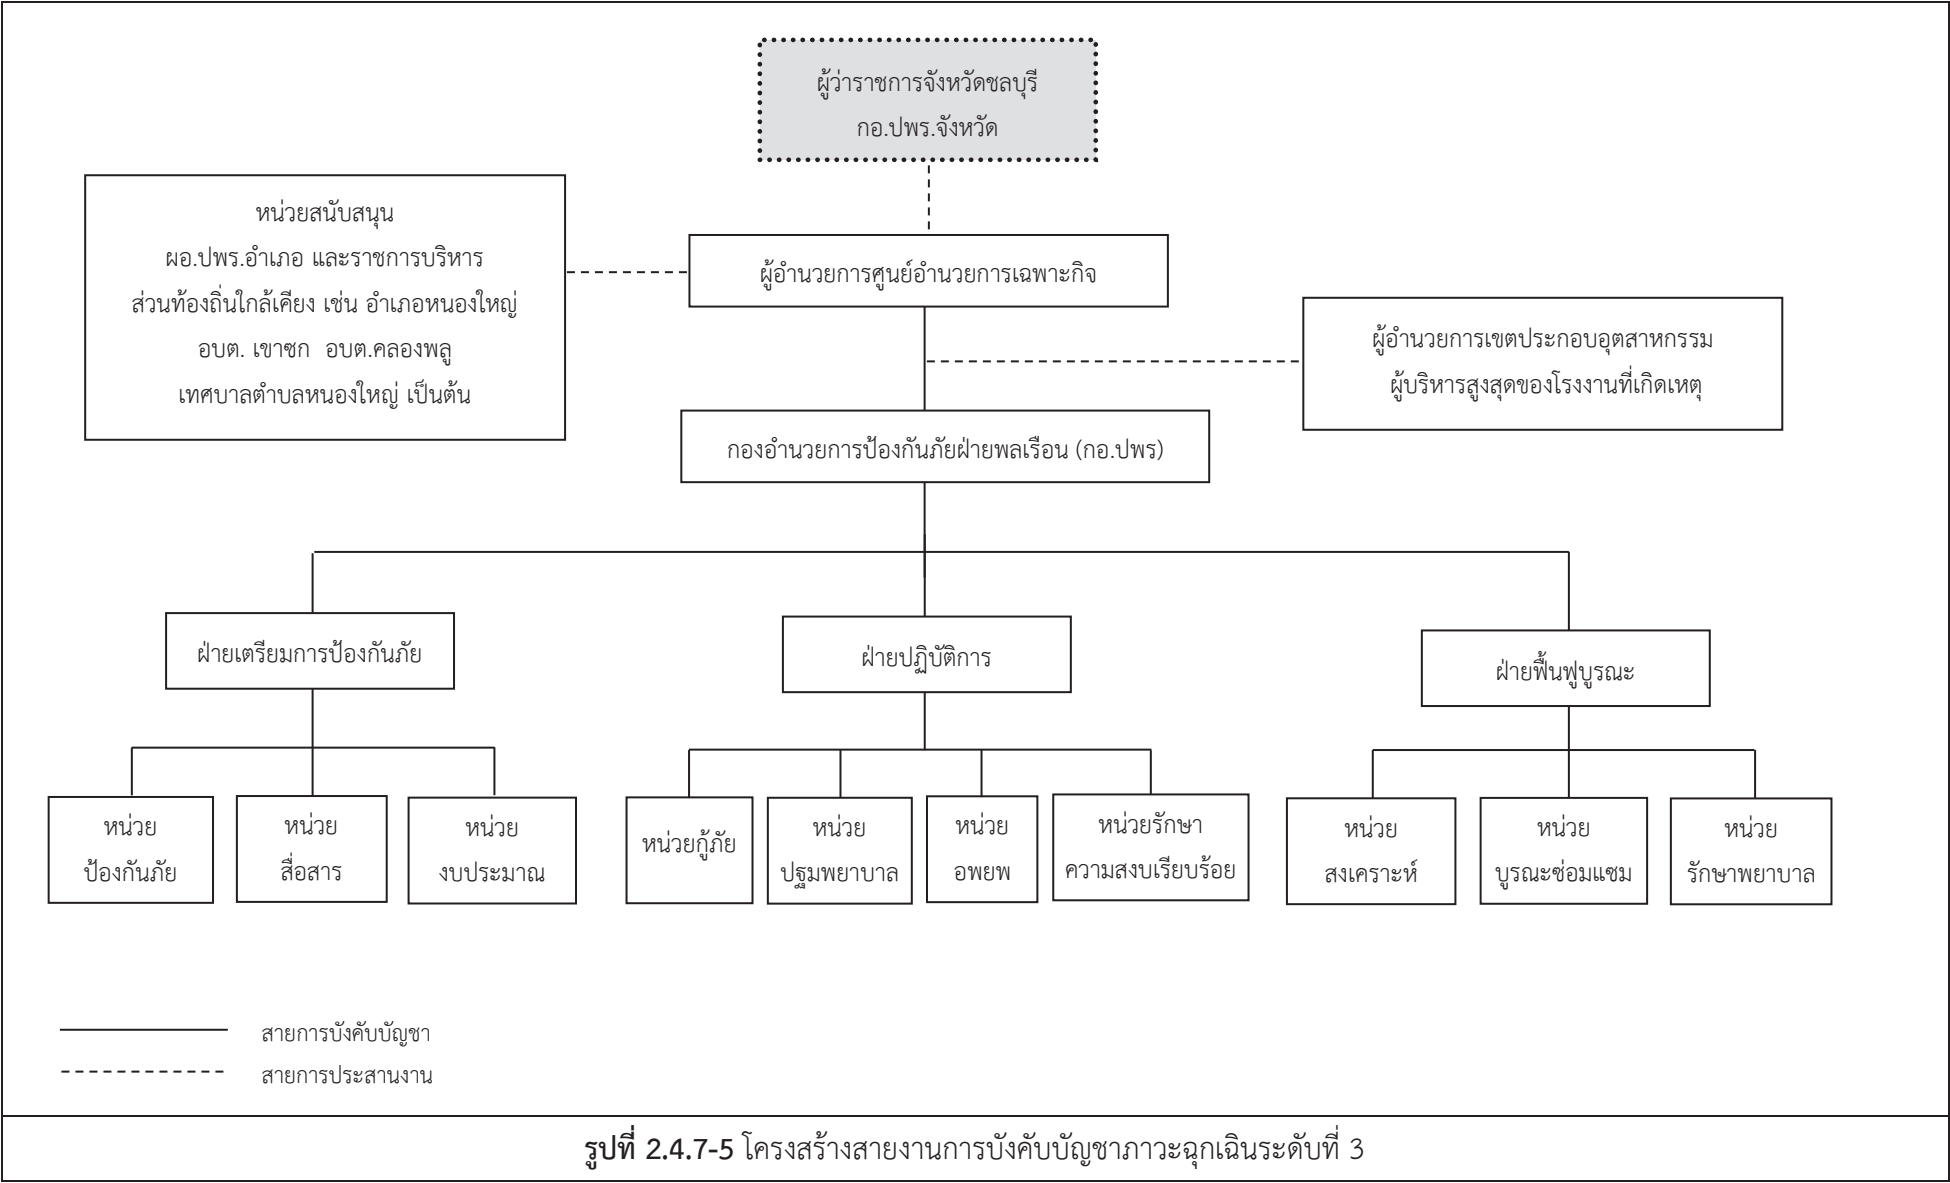 ผู้ว่าราชการจังหวัดชลบุรี
กอ.ปพร.จังหวัด
หน่วยสนับสนุน
ผอ.ปพร.อำเภอ และราชการบริหาร
ส่วนท้องถิ่นใกล้เคียง เช่น อำเภอหนองใหญ่
อบต. เขาซก อบต.คลองพลู
เทศบาลตำบลหนองใหญ่ เป็นต้น
ผู้อำนวยการศูนย์อำนวยการเฉพาะกิจ
ผู้อำนวยการเขตประกอบอุตสาหกรรม
ผู้บริหารสูงสุดของโรงงานที่เกิดเหตุ
กองอำนวยการป้องกันภัยฝ่ายพลเรือน (กอ.ปพร)
ฝ่ายเตรียมการป้องกันภัย
ฝ่ายปฏิบัติการ
ฝ่ายฟื้นฟูบูรณะ
หน่วย
ป้องกันภัย
หน่วย
สื่อสาร
หน่วย
งบประมาณ
หน่วยกู้ภัย
หน่วย
ปฐมพยาบาล
หน่วย
อพยพ
หน่วยรักษา
ความสงบเรียบร้อย
หน่วย
สงเคราะห์
หน่วย
บูรณะซ่อมแซม
หน่วย
รักษาพยาบาล
สายการบังคับบัญชา
สายการประสานงาน
รูปที่ 2.4.7-5 โครงสร้างสายงานการบังคับบัญชาภาวะฉุกเฉินระดับที่ 3